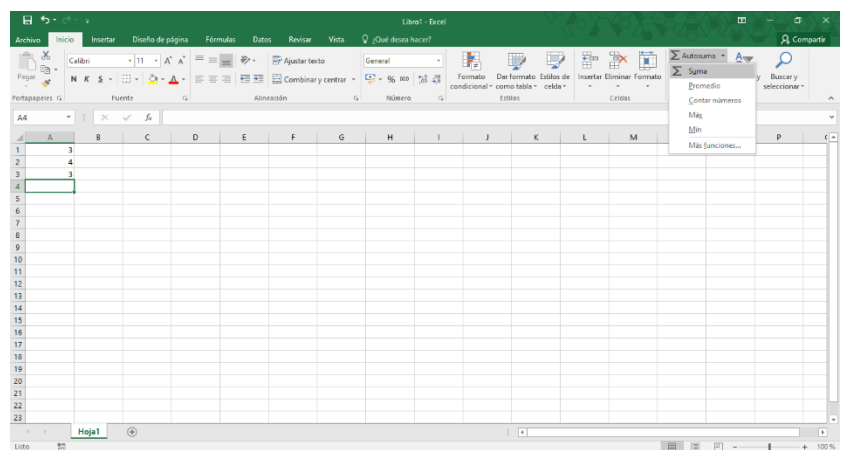 Libro1 - Excel
Archivo Inicio Insertar Diseño de página Fórmulas Datos Revisar Vista ¿Qué desea hacer? Compartir
Calibri 11 A A Ajustar texto General Σ Autosuma
Pegar N K S A Combinar y centrar $ % 000 Formato condicional Dar formato como tabla Estilos de celda Insertar Eliminar Formato Buscar y seleccionar
Portapapeles Fuente Alineación Número Estilos Celdas
Σ Suma
Promedio
Contar números
Máx
Mín
Más funciones...
A4 fx
A B C D E F G H I J K L M P
1 3
2 4
3 3
4
5
6
7
8
9
10
11
12
13
14
15
16
17
18
19
20
21
22
23
Hoja1
Listo 100 %